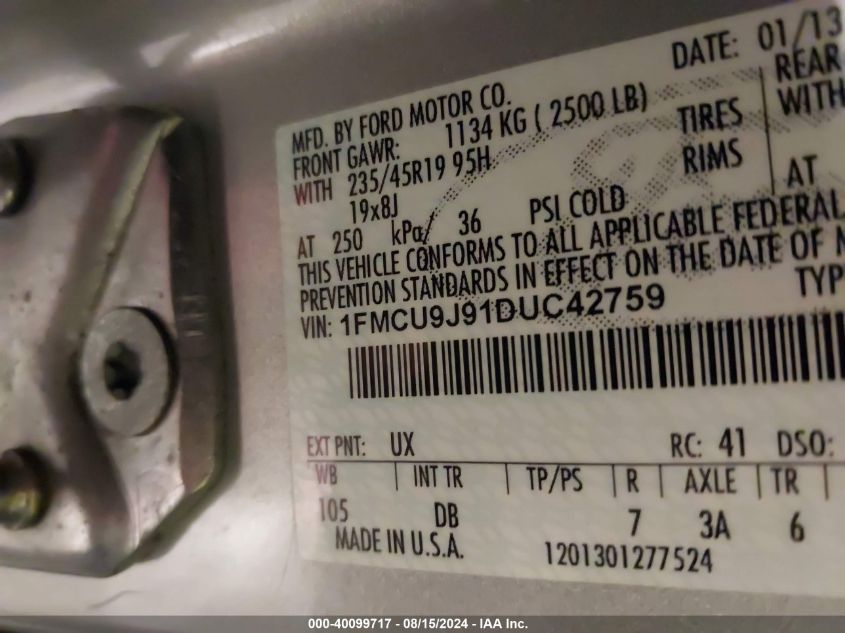 DATE: 01/13
MFD. BY FORD MOTOR CO.
FRONT GAWR: 1134 KG ( 2500 LB) REAR
WITH 235/45R19 95H TIRES WITH
19x8J RIMS
AT 250 kPa/ 36 PSI COLD AT
THIS VEHICLE CONFORMS TO ALL APPLICABLE FEDERAL
PREVENTION STANDARDS IN EFFECT ON THE DATE OF M
VIN: 1FMCU9J91DUC42759 TYP
EXT PNT: UX RC: 41 DSO:
WB INT TR TP/PS R AXLE TR
105 DB 7 3A 6
MADE IN U.S.A. 1201301277524
000-40099717 - 08/15/2024 - IAA Inc.